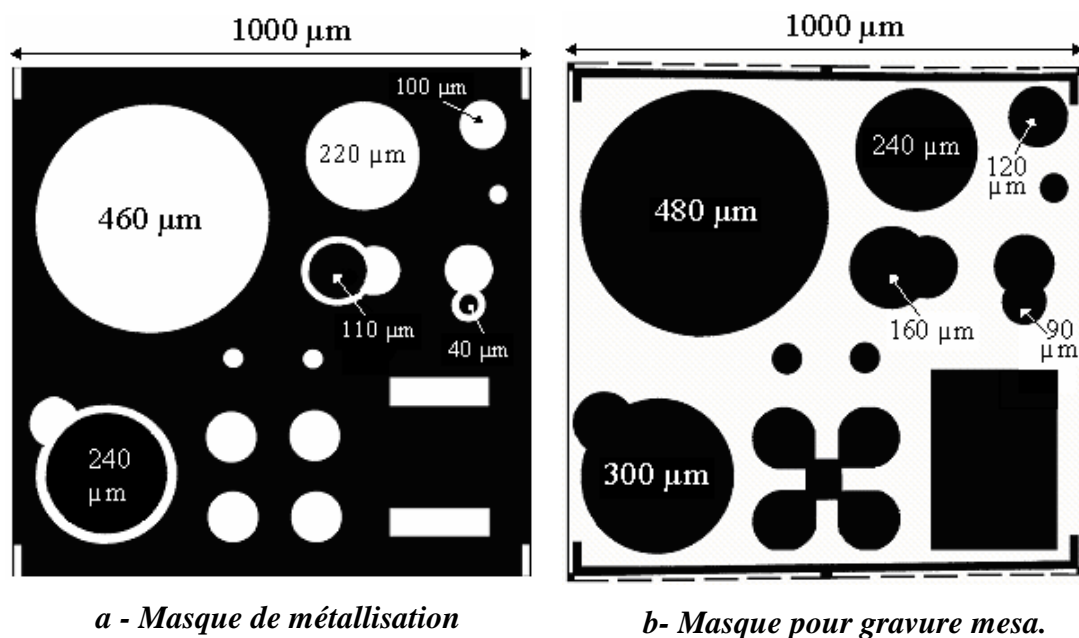 1000 µm
460 µm
220 µm
100 µm
110 µm
40 µm
240
µm
a - Masque de métallisation
1000 µm
480 µm
240 µm
120
µm
160 µm
90
µm
300 µm
b- Masque pour gravure mesa.